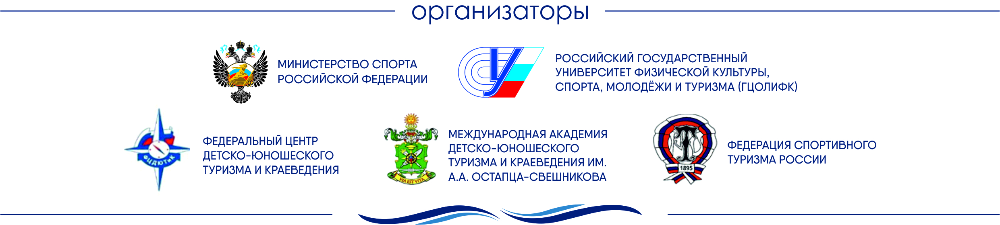 организаторы
МИНИСТЕРСТВО СПОРТА
РОССИЙСКОЙ ФЕДЕРАЦИИ
РОССИЙСКИЙ ГОСУДАРСТВЕННЫЙ
УНИВЕРСИТЕТ ФИЗИЧЕСКОЙ КУЛЬТУРЫ,
СПОРТА, МОЛОДЁЖИ И ТУРИЗМА (ГЦОЛИФК)
ФЦДЮТиК
ФЕДЕРАЛЬНЫЙ ЦЕНТР
ДЕТСКО-ЮНОШЕСКОГО
ТУРИЗМА И КРАЕВЕДЕНИЯ
VIA EST VITA
МЕЖДУНАРОДНАЯ АКАДЕМИЯ
ДЕТСКО-ЮНОШЕСКОГО
ТУРИЗМА И КРАЕВЕДЕНИЯ ИМ.
А.А. ОСТАПЦА-СВЕШНИКОВА
1895
ФЕДЕРАЦИЯ СПОРТИВНОГО
ТУРИЗМА РОССИИ